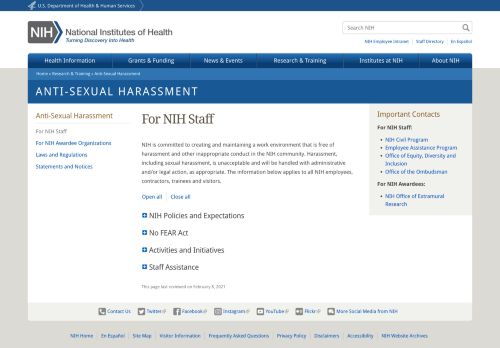 U.S. Department of Health & Human Services
NIH National Institutes of Health
Turning Discovery Into Health
Search NIH
NIH Employee Intranet | Staff Directory | En Español
Health Information
Grants & Funding
News & Events
Research & Training
Institutes at NIH
About NIH
Home » Research & Training » Anti-Sexual Harassment
ANTI-SEXUAL HARASSMENT
Anti-Sexual Harassment
For NIH Staff
For NIH Awardee Organizations
Laws and Regulations
Statements and Notices
For NIH Staff
NIH is committed to creating and maintaining a work environment that is free of
harassment and other inappropriate conduct in the NIH community. Harassment,
including sexual harassment, is unacceptable and will be handled with administrative
and/or legal action, as appropriate. The information below applies to all NIH employees,
contractors, trainees and visitors.
Open all Close all
NIH Policies and Expectations
No FEAR Act
Activities and Initiatives
Staff Assistance
This page last reviewed on February 8, 2021
Important Contacts
For NIH Staff:
NIH Civil Program
Employee Assistance Program
Office of Equity, Diversity and
Inclusion
Office of the Ombudsman
For NIH Awardees:
NIH Office of Extramural
Research
Contact Us
Twitter
Facebook
Instagram
YouTube
Flickr
More Social Media from NIH
NIH Home | En Español | Site Map | Visitor Information | Frequently Asked Questions | Privacy Policy | Disclaimers | Accessibility | NIH Website Archives